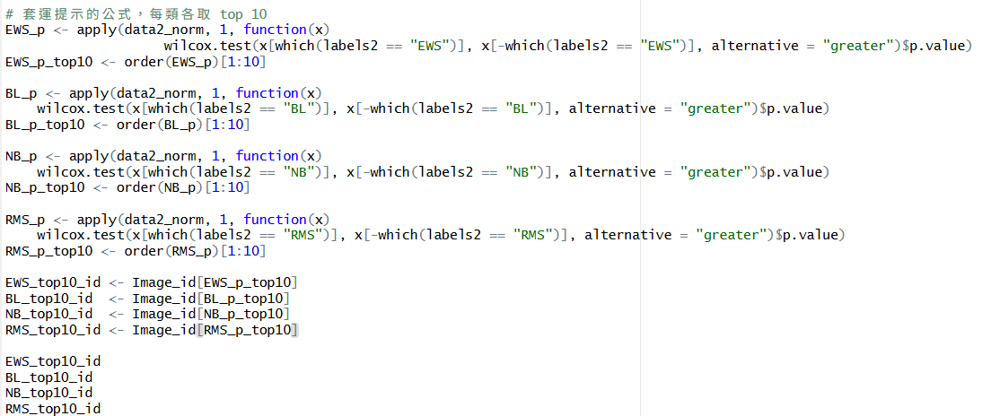 # 套運提示的公式，每類各取 top 10
EWS_p <- apply(data2_norm, 1, function(x)
wilcox.test(x[which(labels2 == "EWS")], x[-which(labels2 == "EWS")], alternative = "greater")$p.value)
EWS_p_top10 <- order(EWS_p)[1:10]
BL_p <- apply(data2_norm, 1, function(x)
wilcox.test(x[which(labels2 == "BL")], x[-which(labels2 == "BL")], alternative = "greater")$p.value)
BL_p_top10 <- order(BL_p)[1:10]
NB_p <- apply(data2_norm, 1, function(x)
wilcox.test(x[which(labels2 == "NB")], x[-which(labels2 == "NB")], alternative = "greater")$p.value)
NB_p_top10 <- order(NB_p)[1:10]
RMS_p <- apply(data2_norm, 1, function(x)
wilcox.test(x[which(labels2 == "RMS")], x[-which(labels2 == "RMS")], alternative = "greater")$p.value)
RMS_p_top10 <- order(RMS_p)[1:10]
EWS_top10_id <- Image_id[EWS_p_top10]
BL_top10_id  <- Image_id[BL_p_top10]
NB_top10_id  <- Image_id[NB_p_top10]
RMS_top10_id <- Image_id[RMS_p_top10]
EWS_top10_id
BL_top10_id
NB_top10_id
RMS_top10_id